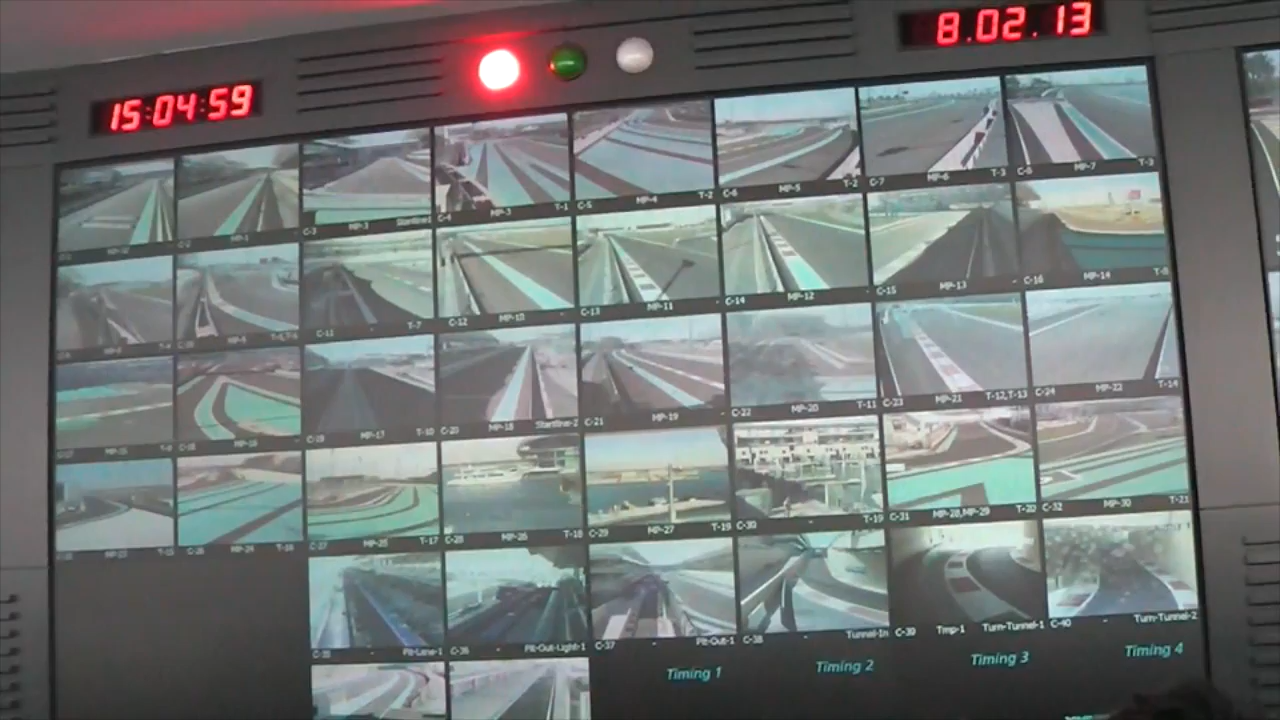 8.02.13
15:04:59
C-3 MP-3 Startline
C-4 MP-3 T-1
C-5 MP-4 T-2
C-6 MP-5 T-2
C-7 MP-6 T-3
C-8 MP-7 T-3
C-11 - T-7
C-12 MP-10 -
C-13 MP-11 -
C-14 MP-12 -
C-15 MP-13 -
C-16 MP-14 T-8
C-19 MP-17 T-10
C-20 MP-18 Startline-2
C-21 MP-19 -
C-22 MP-20 T-11
C-23 MP-21 T-12,T-13
C-24 MP-22 T-14
C-27 MP-25 T-17
C-28 MP-26 T-18
C-29 MP-27 T-19
C-30 - T-19
C-31 MP-28,MP-29 T-20
C-32 MP-30 T-21
C-35 - Pit-Lane-1
C-36 - Pit-Out-Light-1
C-37 - Pit-Out-1
C-38 - Tunnel-In
C-39 Tmp-1 Turn-Tunnel-1
C-40 - Turn-Tunnel-2
Timing 1
Timing 2
Timing 3
Timing 4